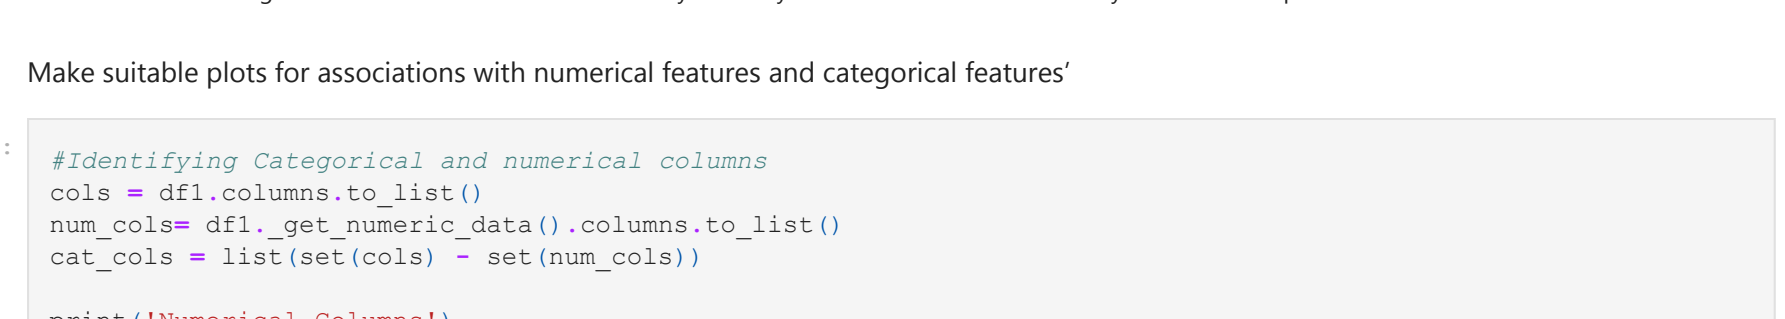 Make suitable plots for associations with numerical features and categorical features’
:
#Identifying Categorical and numerical columns
cols = df1.columns.to_list()
num_cols= df1._get_numeric_data().columns.to_list()
cat_cols = list(set(cols) - set(num_cols))